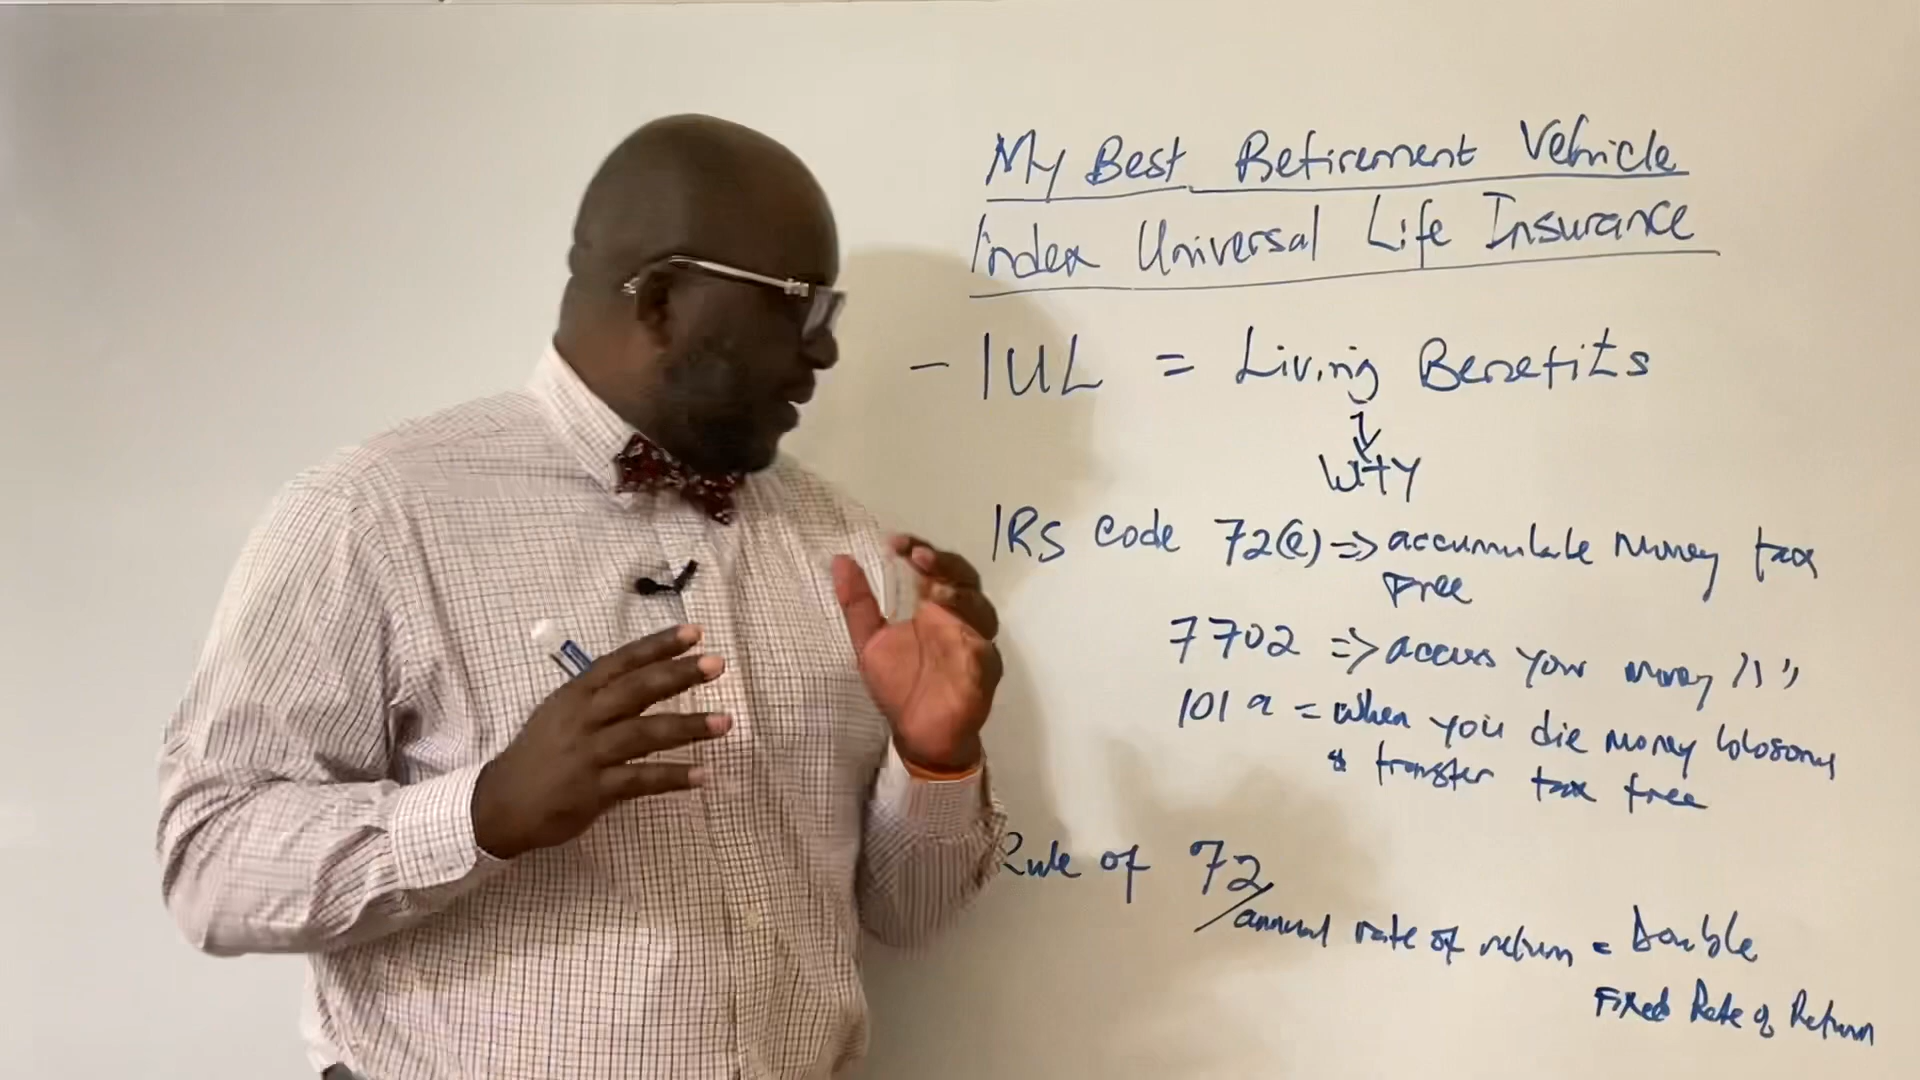 My Best Retirement Vehicle
Index Universal Life Insurance
- IUL = Living Benefits
WHY
IRS Code 72(e) => accumulate Money tax
Free
7702 => access your money " "
101 a = when you die money blosoms
& transfer tax free
Rule of 72
/annual rate of return = Double
Fixed Rate of Return